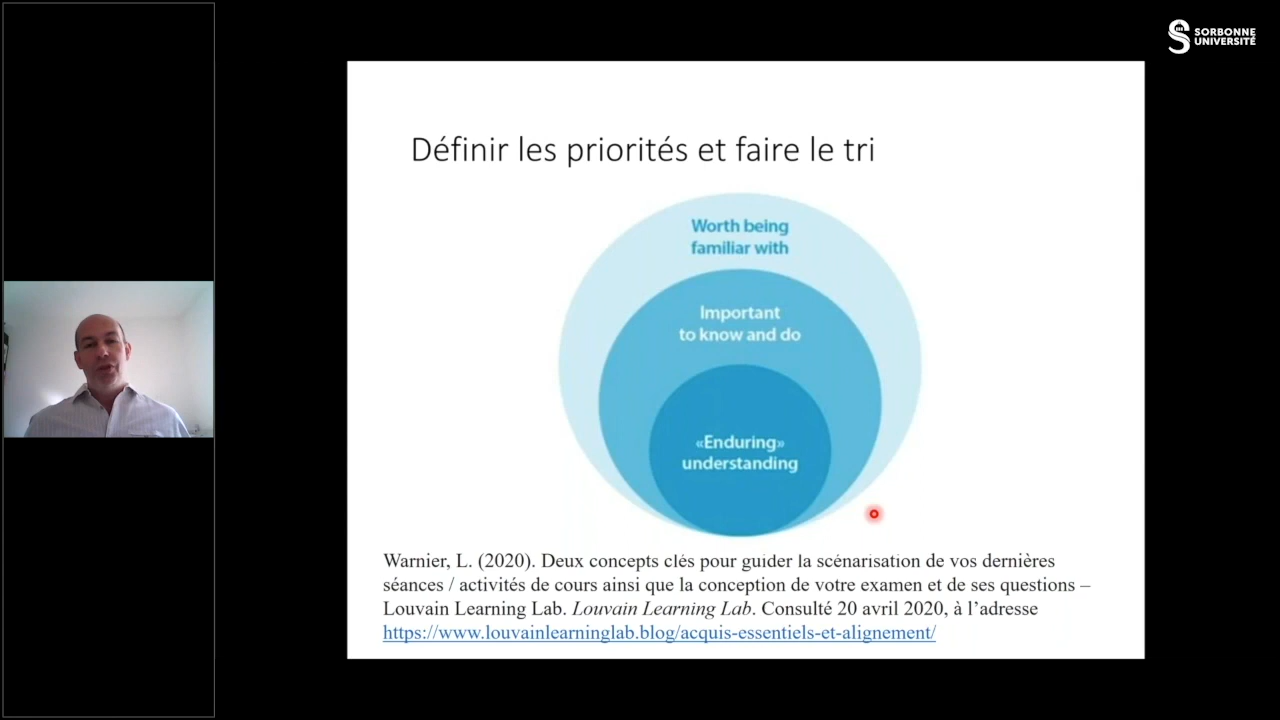 SORBONNE
UNIVERSITÉ
Définir les priorités et faire le tri
Worth being
familiar with
Important
to know and do
«Enduring»
understanding
Warnier, L. (2020). Deux concepts clés pour guider la scénarisation de vos dernières
séances / activités de cours ainsi que la conception de votre examen et de ses questions –
Louvain Learning Lab. Louvain Learning Lab. Consulté 20 avril 2020, à l’adresse
https://www.louvainlearninglab.blog/acquis-essentiels-et-alignement/